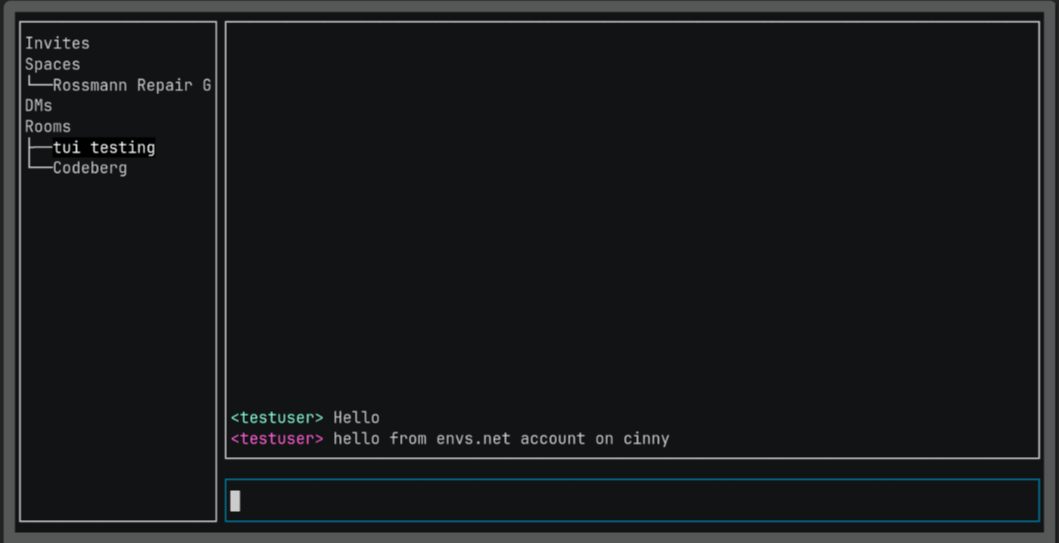 Invites
Spaces
└──Rossmann Repair G
DMs
Rooms
├──tui testing
└──Codeberg
<testuser> Hello
<testuser> hello from envs.net account on cinny